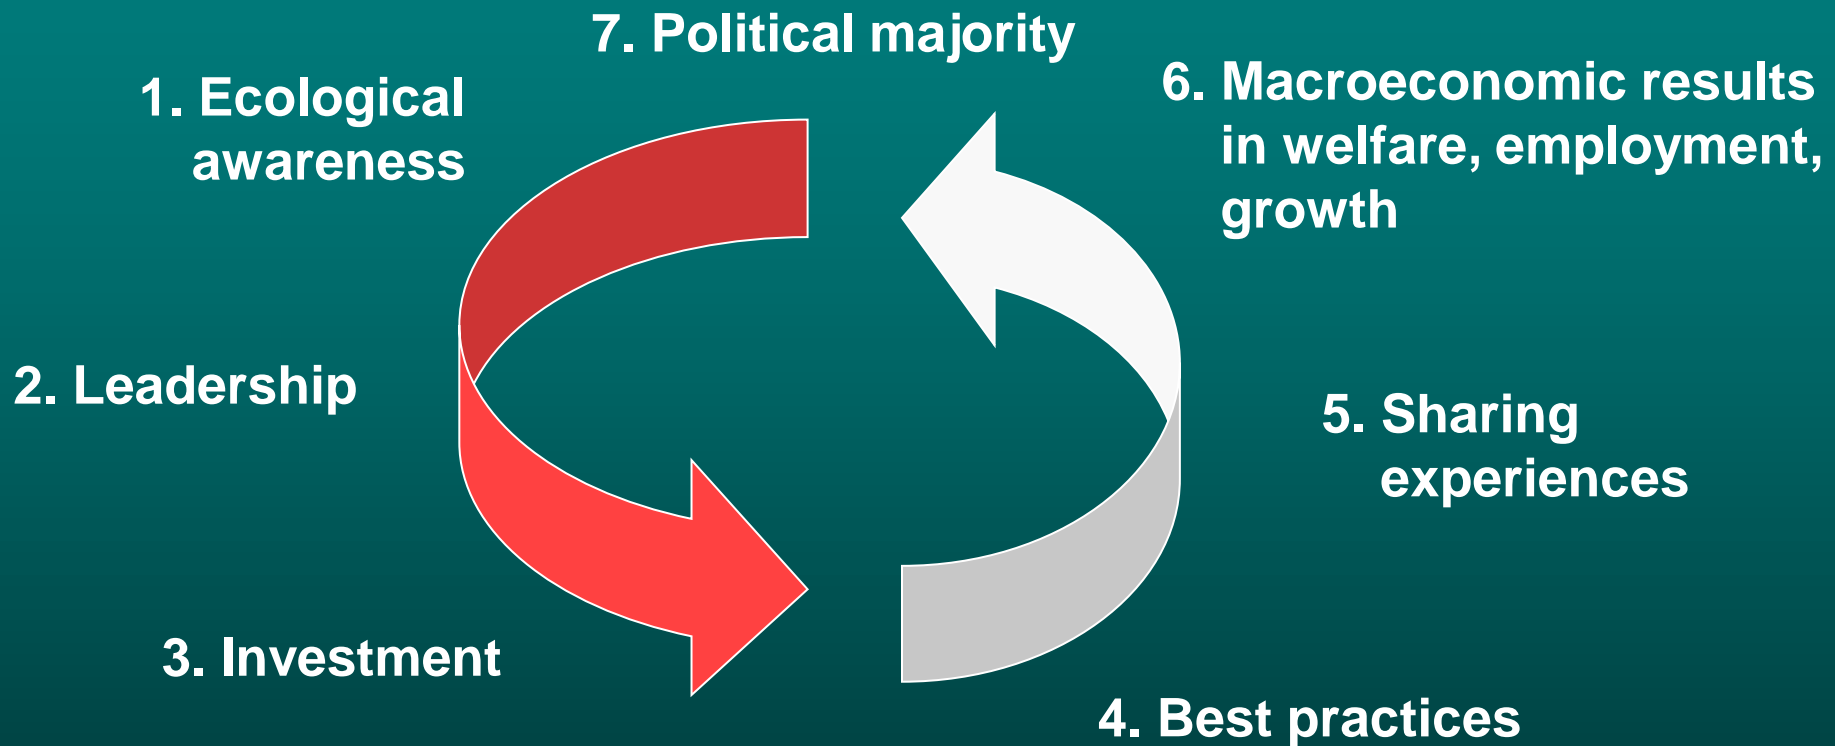 7. Political majority
1. Ecological
awareness
6. Macroeconomic results
in welfare, employment,
growth
2. Leadership
5. Sharing
experiences
3. Investment
4. Best practices